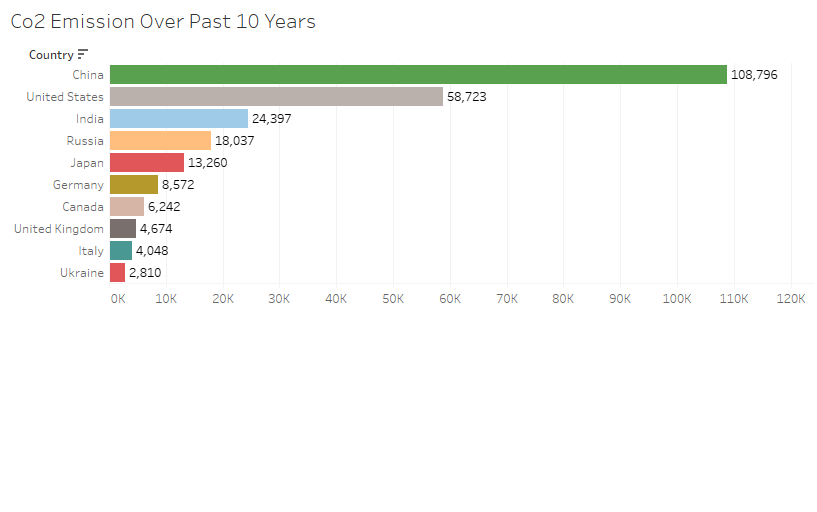 Co2 Emission Over Past 10 Years
Country
China 108,796
United States 58,723
India 24,397
Russia 18,037
Japan 13,260
Germany 8,572
Canada 6,242
United Kingdom 4,674
Italy 4,048
Ukraine 2,810
0K 10K 20K 30K 40K 50K 60K 70K 80K 90K 100K 110K 120K